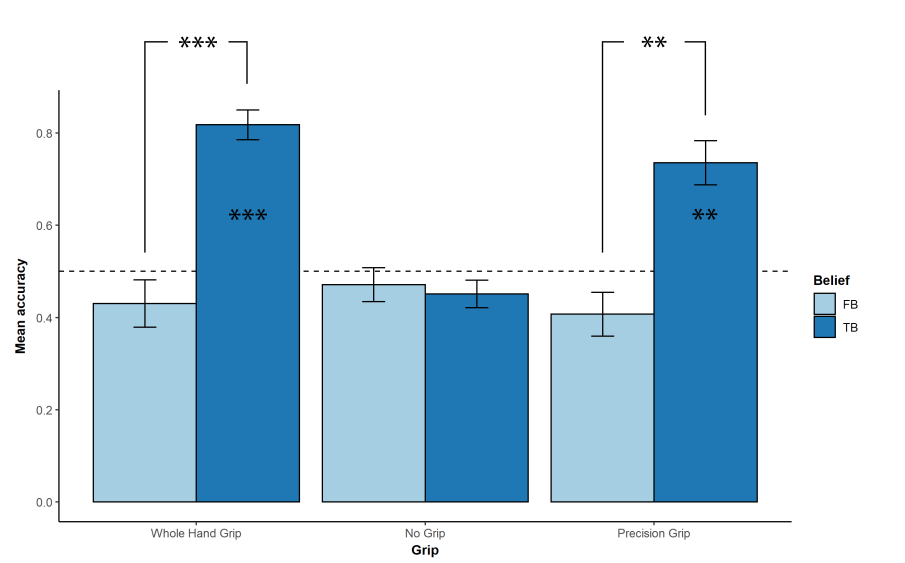 *** **
0.8
*** **
0.6
0.4
0.2
0.0
Mean accuracy
Whole Hand Grip No Grip Precision Grip
Grip
Belief
FB
TB